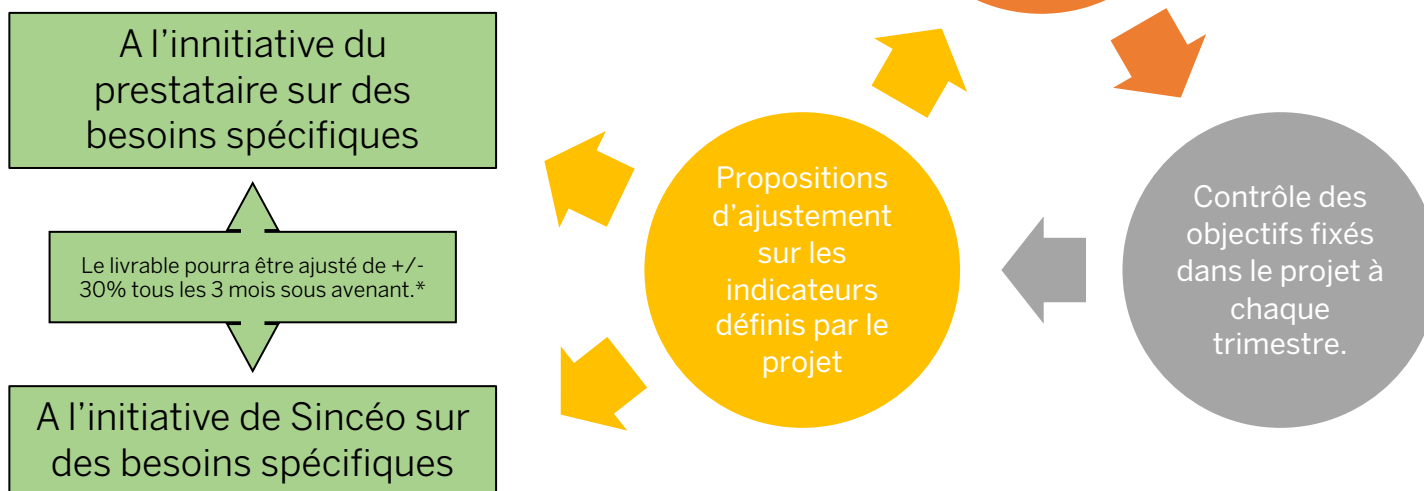 A l’innitiative du
prestataire sur des
besoins spécifiques
Le livrable pourra être ajusté de +/-
30% tous les 3 mois sous avenant.*
A l’initiative de Sincéo sur
des besoins spécifiques
Propositions
d’ajustement
sur les
indicateurs
définis par le
projet
Contrôle des
objectifs fixés
dans le projet à
chaque
trimestre.